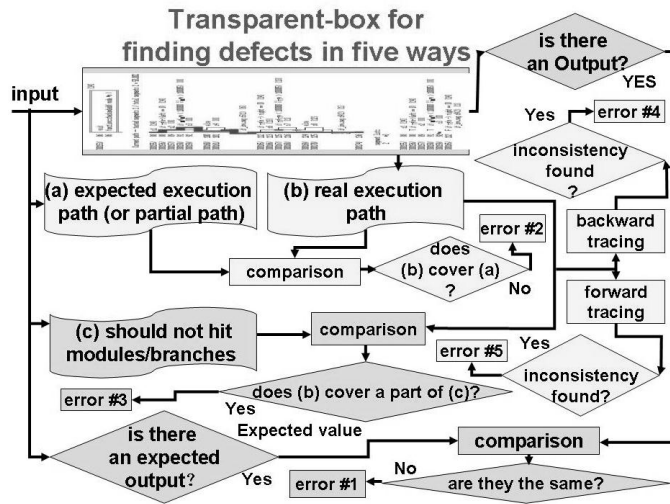 Transparent-box for
finding defects in five ways
is there
an Output?
YES
input
Yes
error #4
inconsistency
found
?
(a) expected execution
path (or partial path)
(b) real execution
path
backward
tracing
error #2
does
(b) cover (a)
?
No
comparison
forward
tracing
(c) should not hit
modules/branches
comparison
Yes
error #5
inconsistency
found?
does (b) cover a part of (c)?
error #3
Yes
Expected value
is there
an expected
output?
Yes
comparison
No
error #1
are they the same?